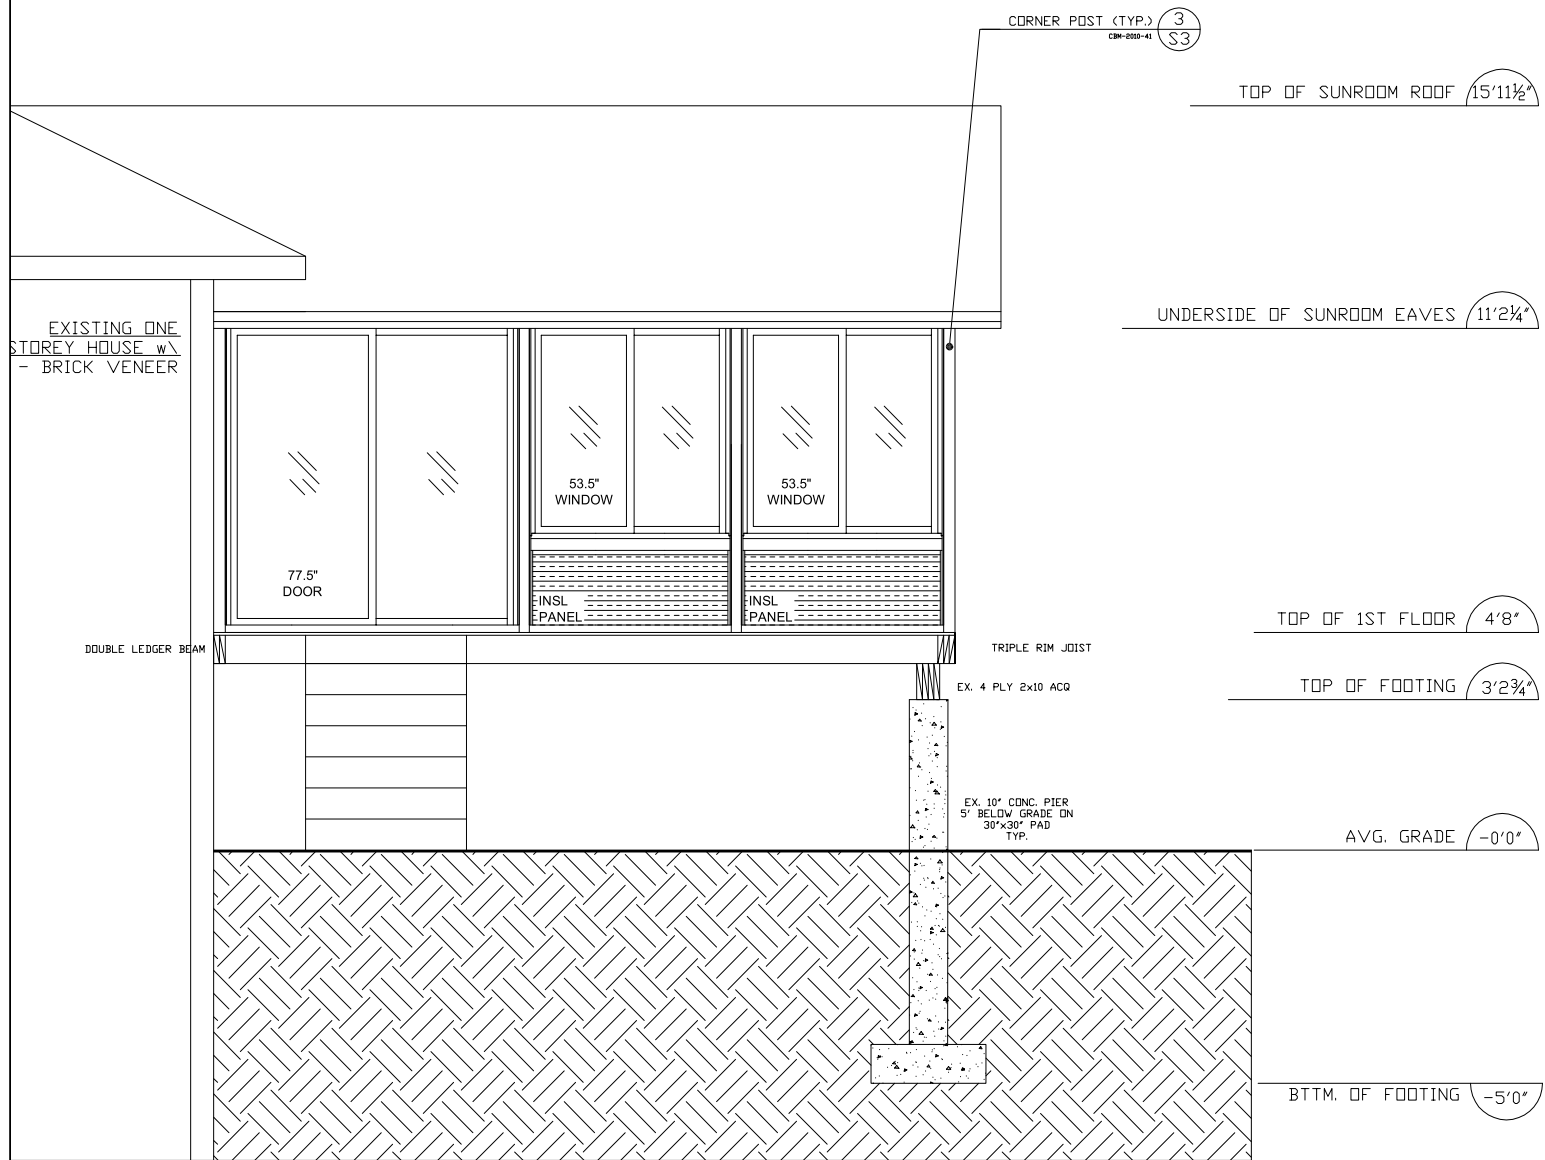 CORNER POST (TYP.)
CBM-2010-41
3
S3
TOP OF SUNROOM ROOF 15'11½"
UNDERSIDE OF SUNROOM EAVES 11'2¼"
EXISTING ONE
STOREY HOUSE w\
- BRICK VENEER
53.5"
WINDOW
53.5"
WINDOW
77.5"
DOOR
INSL
PANEL
INSL
PANEL
TOP OF 1ST FLOOR 4'8"
DOUBLE LEDGER BEAM
TRIPLE RIM JOIST
EX. 4 PLY 2x10 ACQ
TOP OF FOOTING 3'2¾"
EX. 10" CONC. PIER
5' BELOW GRADE ON
30"x30" PAD
TYP.
AVG. GRADE -0'0"
BTTM. OF FOOTING -5'0"